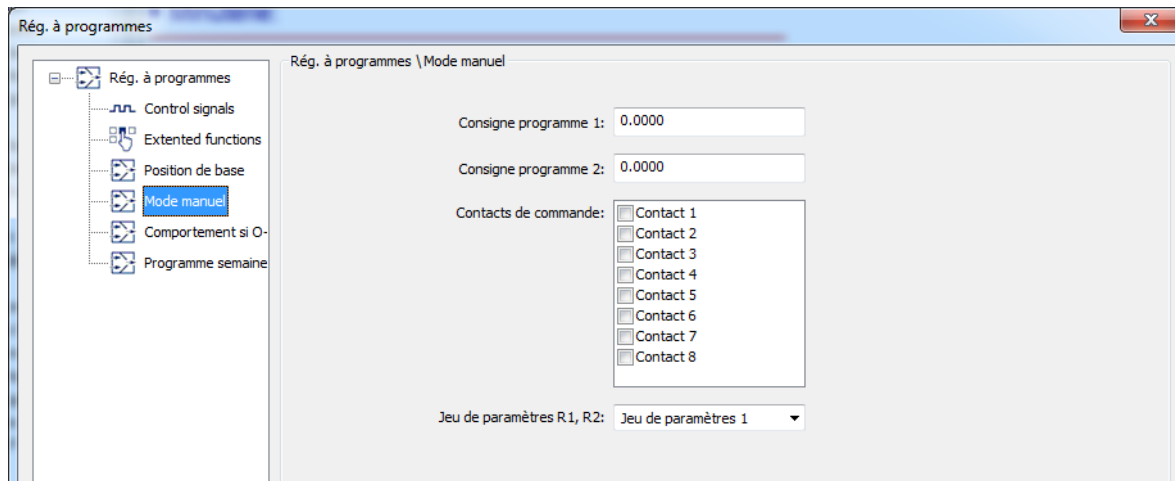 Rég. à programmes
Rég. à programmes
Control signals
Extented functions
Position de base
Mode manuel
Comportement si O-
Programme semaine
Rég. à programmes \ Mode manuel
Consigne programme 1: 0.0000
Consigne programme 2: 0.0000
Contacts de commande:
Contact 1
Contact 2
Contact 3
Contact 4
Contact 5
Contact 6
Contact 7
Contact 8
Jeu de paramètres R1, R2: Jeu de paramètres 1